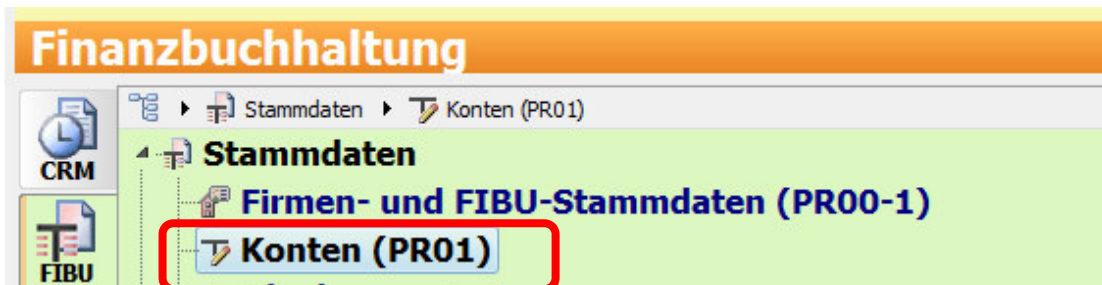 Finanzbuchhaltung
Stammdaten Konten (PR01)
CRM
Stammdaten
Firmen- und FIBU-Stammdaten (PR00-1)
Konten (PR01)
FIBU